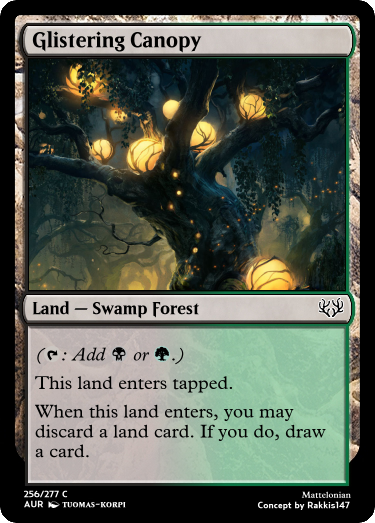 Glistering Canopy
Land — Swamp Forest
(: Add or .)
This land enters tapped.
When this land enters, you may
discard a land card. If you do, draw
a card.
256/277 C
Mattelonian
AUR TUOMAS-KORPI
Concept by Rakkis147